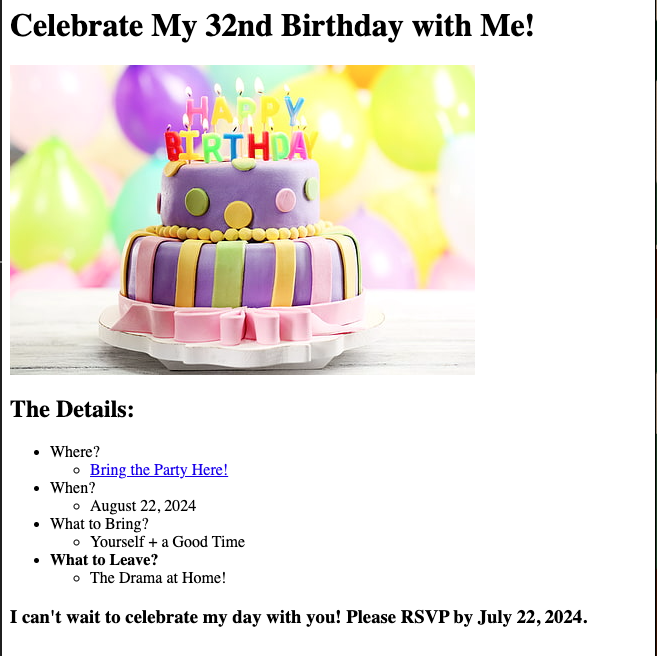 Celebrate My 32nd Birthday with Me!
HAPPY
BIRTHDAY
The Details:
Where?
Bring the Party Here!
When?
August 22, 2024
What to Bring?
Yourself + a Good Time
What to Leave?
The Drama at Home!
I can't wait to celebrate my day with you! Please RSVP by July 22, 2024.